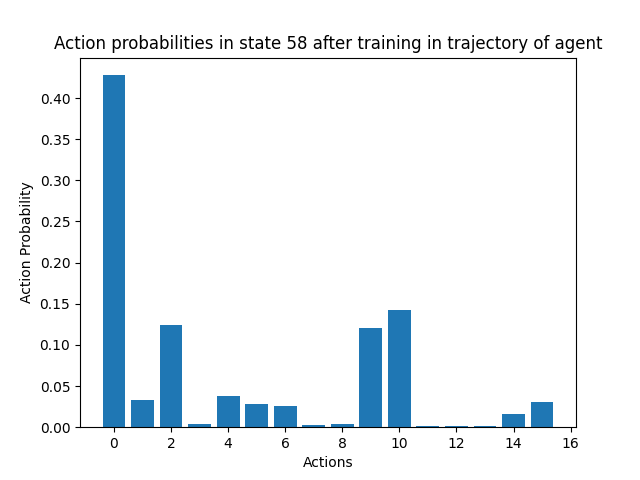 Action probabilities in state 58 after training in trajectory of agent
0.40
0.35
0.30
0.25
0.20
0.15
0.10
0.05
0.00
Action Probability
0 2 4 6 8 10 12 14 16
Actions